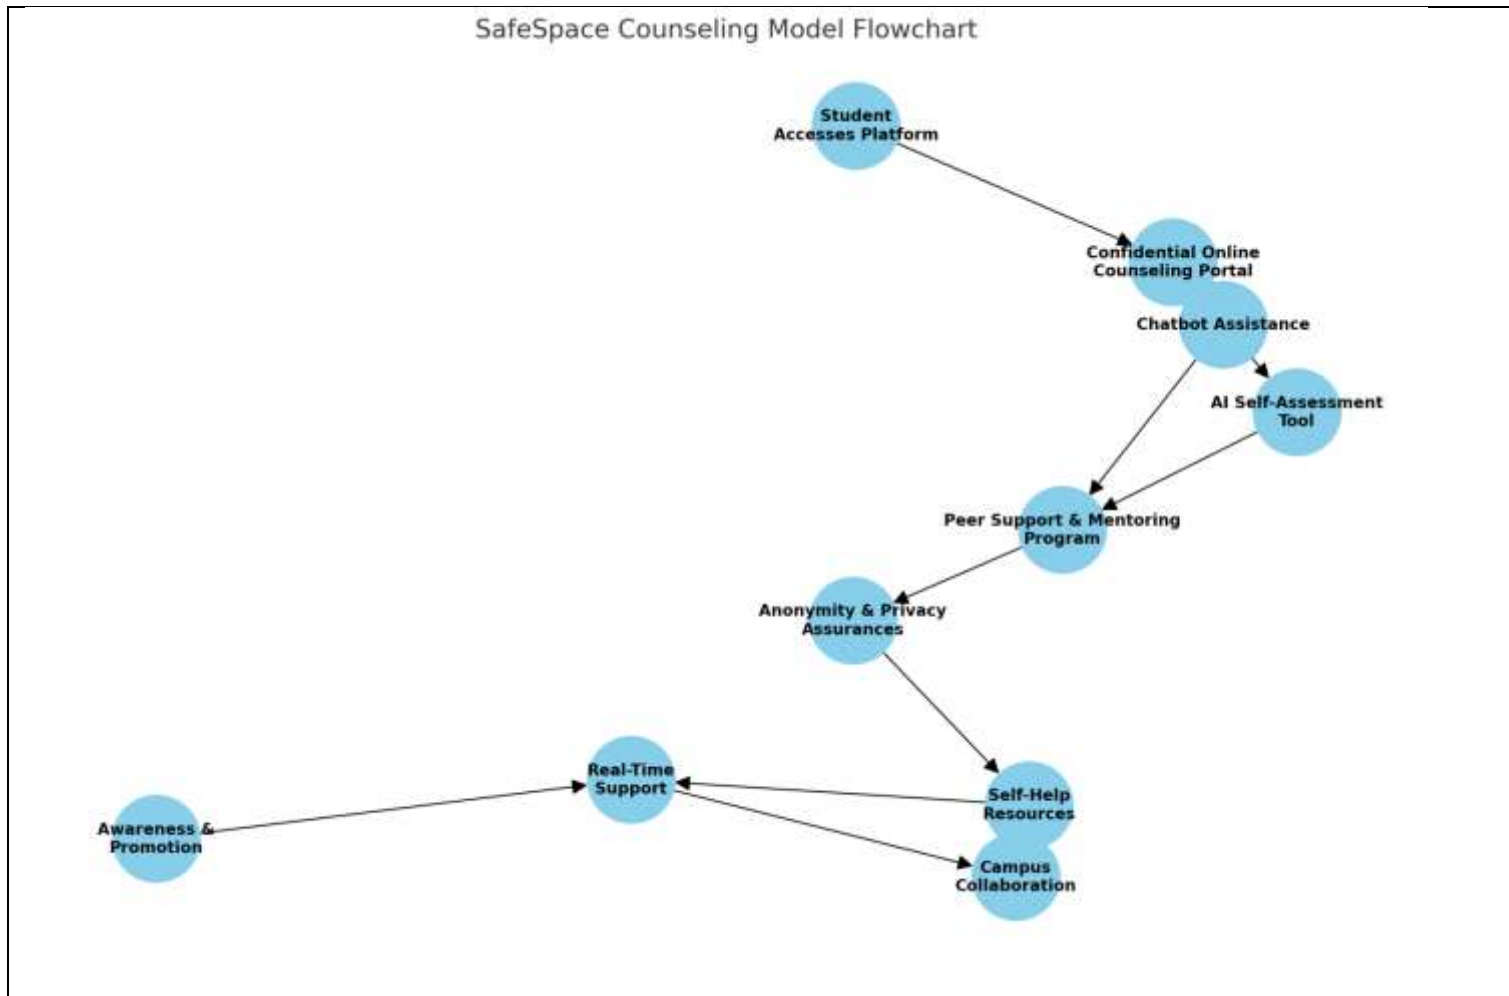 SafeSpace Counseling Model Flowchart
Student
Accesses Platform
Confidential Online
Counseling Portal
Chatbot Assistance
AI Self-Assessment
Tool
Peer Support & Mentoring
Program
Anonymity & Privacy
Assurances
Real-Time
Support
Self-Help
Resources
Awareness &
Promotion
Campus
Collaboration